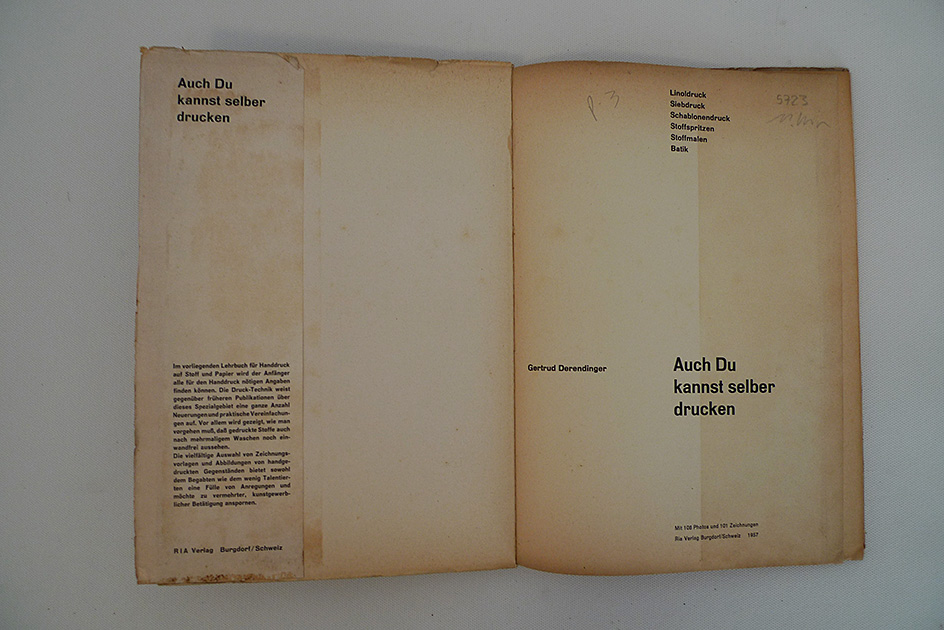 Auch Du
kannst selber
drucken
Im vorliegenden Lehrbuch für Handdruck
auf Stoff und Papier wird der Anfänger
alle für den Handdruck nötigen Angaben
finden können. Die Druck-Technik weist
gegenüber früheren Publikationen über
dieses Spezialgebiet eine ganze Anzahl
Neuerungen und praktische Vereinfachun-
gen auf. Vor allem wird gezeigt, wie man
vorgehen muß, daß gedruckte Stoffe auch
nach mehrmaligem Waschen noch ein-
wandfrei aussehen.
Die vielfältige Auswahl von Zeichnungs-
vorlagen und Abbildungen von handge-
druckten Gegenständen bietet sowohl
dem Begabten wie dem wenig Talentier-
ten eine Fülle von Anregungen und
möchte zu vermehrter, kunstgewerb-
licher Betätigung anspornen.
RIA Verlag Burgdorf/Schweiz
Linoldruck
Siebdruck
Schablonendruck
Stoffspritzen
Stoffmalen
Batik
5723
Gertrud Derendinger
Auch Du
kannst selber
drucken
Mit 108 Photos und 101 Zeichnungen
Ria Verlag Burgdorf/Schweiz 1957